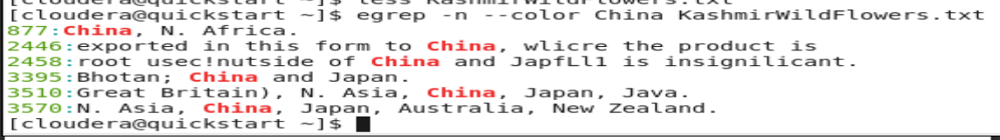 [cloudera@quickstart ~]$ less KashmirWildFlowers.txt
[cloudera@quickstart ~]$ egrep -n --color China KashmirWildFlowers.txt
877:China, N. Africa.
2446:exported in this form to China, wlicre the product is
2458:root usec!nutside of China and JapfLl1 is insignilicant.
3395:Bhotan; China and Japan.
3510:Great Britain), N. Asia, China, Japan, Java.
3570:N. Asia, China, Japan, Australia, New Zealand.
[cloudera@quickstart ~]$